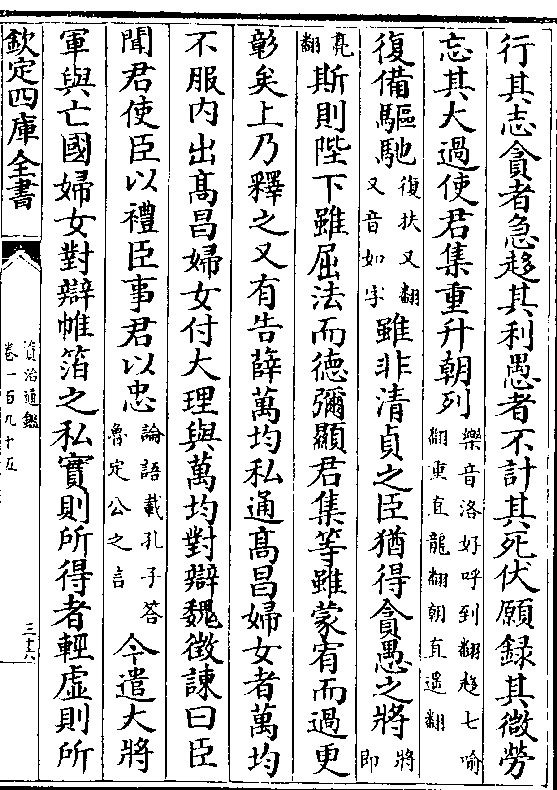 行其志貪者急趍其利愚者不計其死伏願録其微勞
忘其大過使君集重升朝列樂音洛好呼到翻趍七喻翻重直龍翻朝直遥翻
復備驅馳復扶又翻又音如字雖非清貞之臣猶得貪愚之將將即
亮翻斯則陛下雖屈法而德彌顯君集等雖蒙宥而過更
彰矣上乃釋之又有告薛萬均私通髙昌婦女者萬均
不服内出髙昌婦女付大理與萬均對辯魏徴諫曰臣
聞君使臣以禮臣事君以忠論語載孔子答魯定公之言今遣大將
軍與亡國婦女對辯帷箔之私實則所得者輕虚則所
欽定四庫全書
資治通鑑
卷一百九十五
三十六